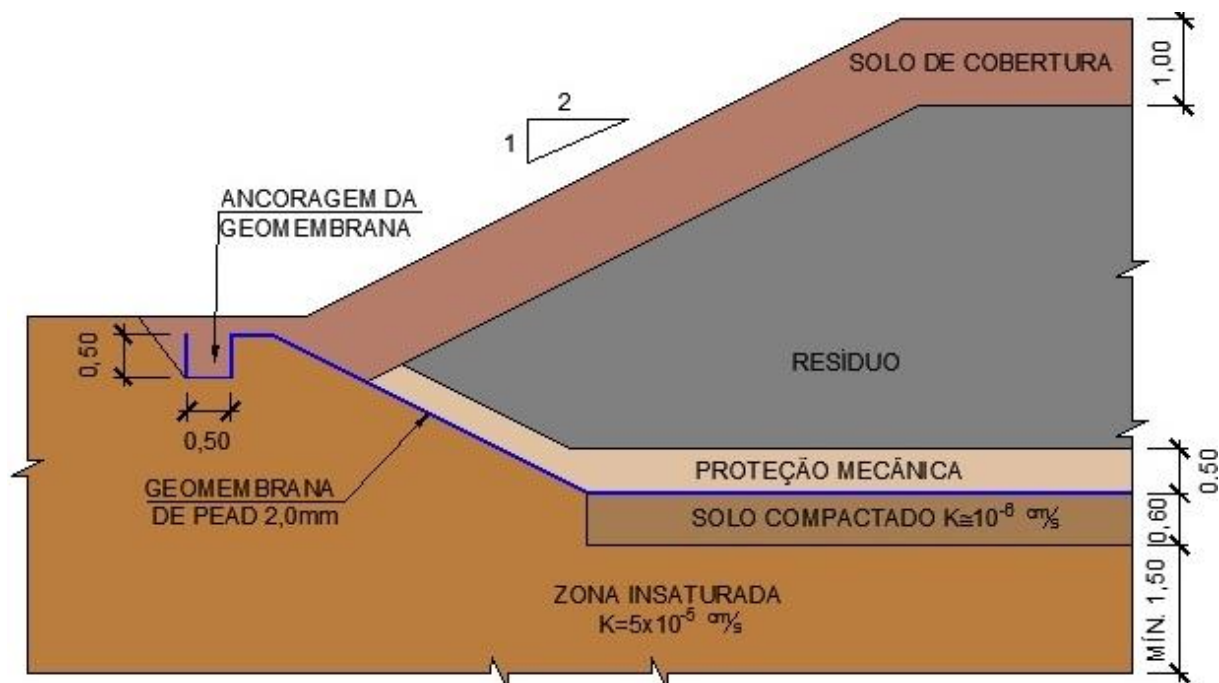 SOLO DE COBERTURA
1,00
2
1
ANCORAGEM DA
GEOMEMBRANA
0,50
0,50
RESÍDUO
GEOMEMBRANA
DE PEAD 2,0mm
PROTEÇÃO MECÂNICA
0,50
SOLO COMPACTADO K≅10⁻⁶ cm/s
0,60
ZONA INSATURADA
K=5x10⁻⁵ cm/s
MÍN. 1,50